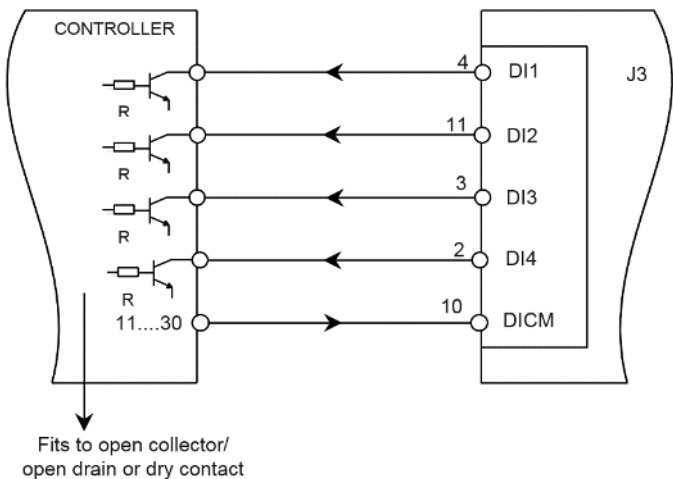 CONTROLLER
4
DI1
J3
R
11
DI2
R
3
DI3
R
2
DI4
R
11....30
10
DICM
Fits to open collector/
open drain or dry contact